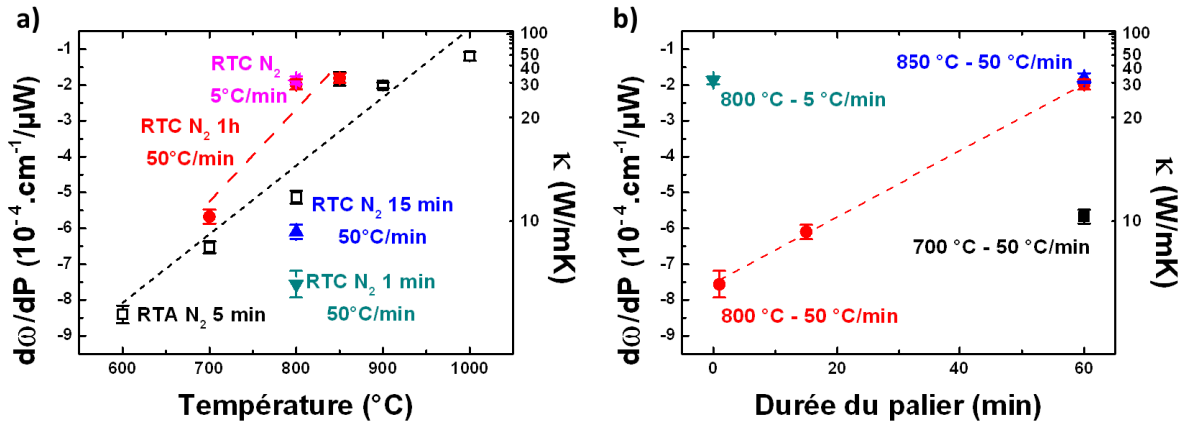 a)
dω/dP (10⁻⁴.cm⁻¹/µW)
-1
-2
-3
-4
-5
-6
-7
-8
-9
RTC N₂
5°C/min
RTC N₂ 1h
50°C/min
RTC N₂ 15 min
50°C/min
RTC N₂ 1 min
50°C/min
RTA N₂ 5 min
100
50
40
30
20
10
κ (W/mK)
600
700
800
900
1000
Température (°C)
b)
dω/dP (10⁻⁴.cm⁻¹/µW)
-1
-2
-3
-4
-5
-6
-7
-8
-9
850 °C - 50 °C/min
800 °C - 5 °C/min
700 °C - 50 °C/min
800 °C - 50 °C/min
100
50
40
30
20
10
κ (W/mK)
0
20
40
60
Durée du palier (min)